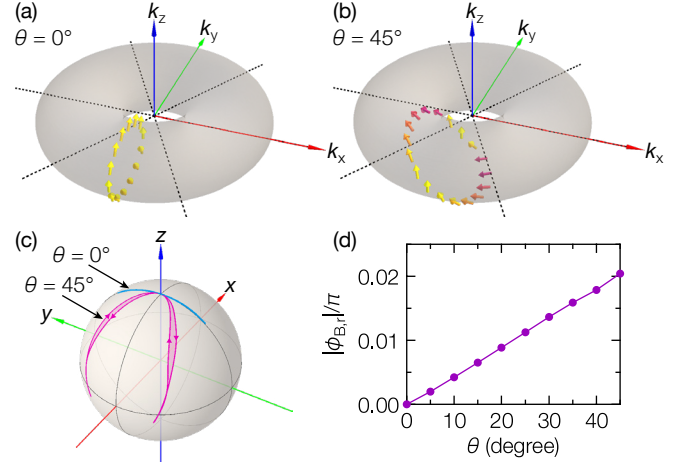 (a)
θ = 0°
k_z
k_y
k_x
(b)
θ = 45°
k_z
k_y
k_x
(c)
θ = 0°
θ = 45°
z
x
y
(d)
|ϕ_B,r|/π
0.02
0.01
0.00
0 10 20 30 40
θ (degree)